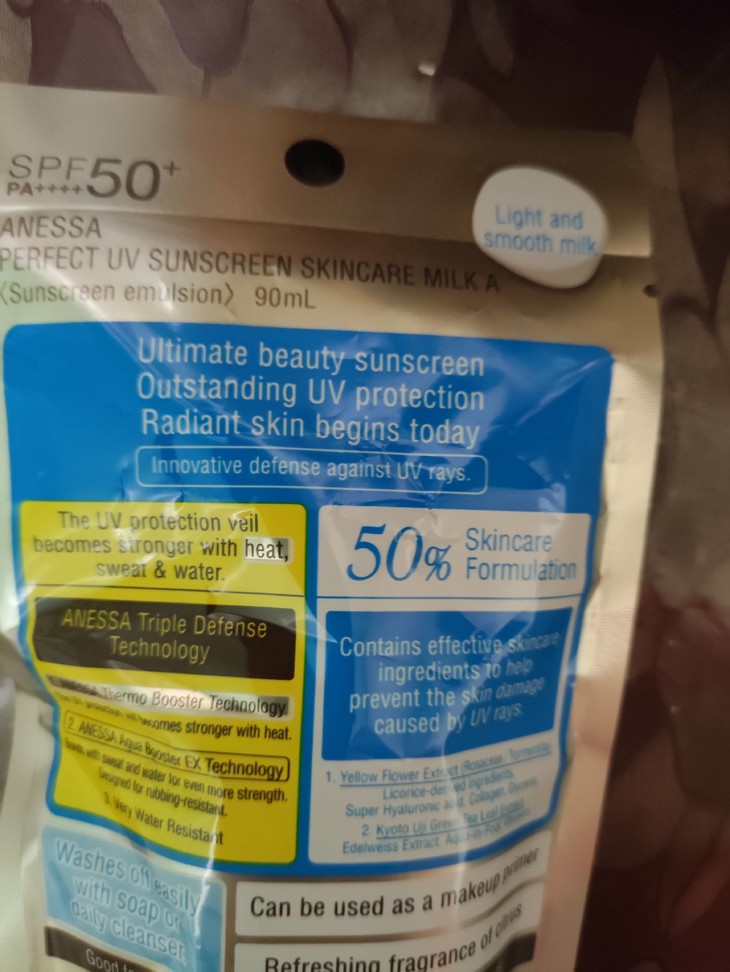 SPF50+
PA++++
Light and
smooth milk
ANESSA
PERFECT UV SUNSCREEN SKINCARE MILK A
〈Sunscreen emulsion〉 90mL
Ultimate beauty sunscreen
Outstanding UV protection
Radiant skin begins today
Innovative defense against UV rays.
The UV protection veil
becomes stronger with heat,
sweat & water.
ANESSA Triple Defense
Technology
Thermo Booster Technology
becomes stronger with heat.
2. ANESSA Aqua Booster EX Technology
with sweat and water for even more strength.
Designed for rubbing-resistant.
3. Very Water Resistant
50% Skincare
Formulation
Contains effective skincare
ingredients to help
prevent the skin damage
caused by UV rays.
1. Yellow Flower Extract (Rosaceae / Tormentilla)
Licorice-derived ingredients,
Super Hyaluronic acid, Collagen, Glycerin
2. Kyoto Uji Green Tea Leaf Extract
Edelweiss Extract,
Washes off easily
with soap or
daily cleanser.
Can be used as a makeup primer
Refreshing fragrance of citrus
Good